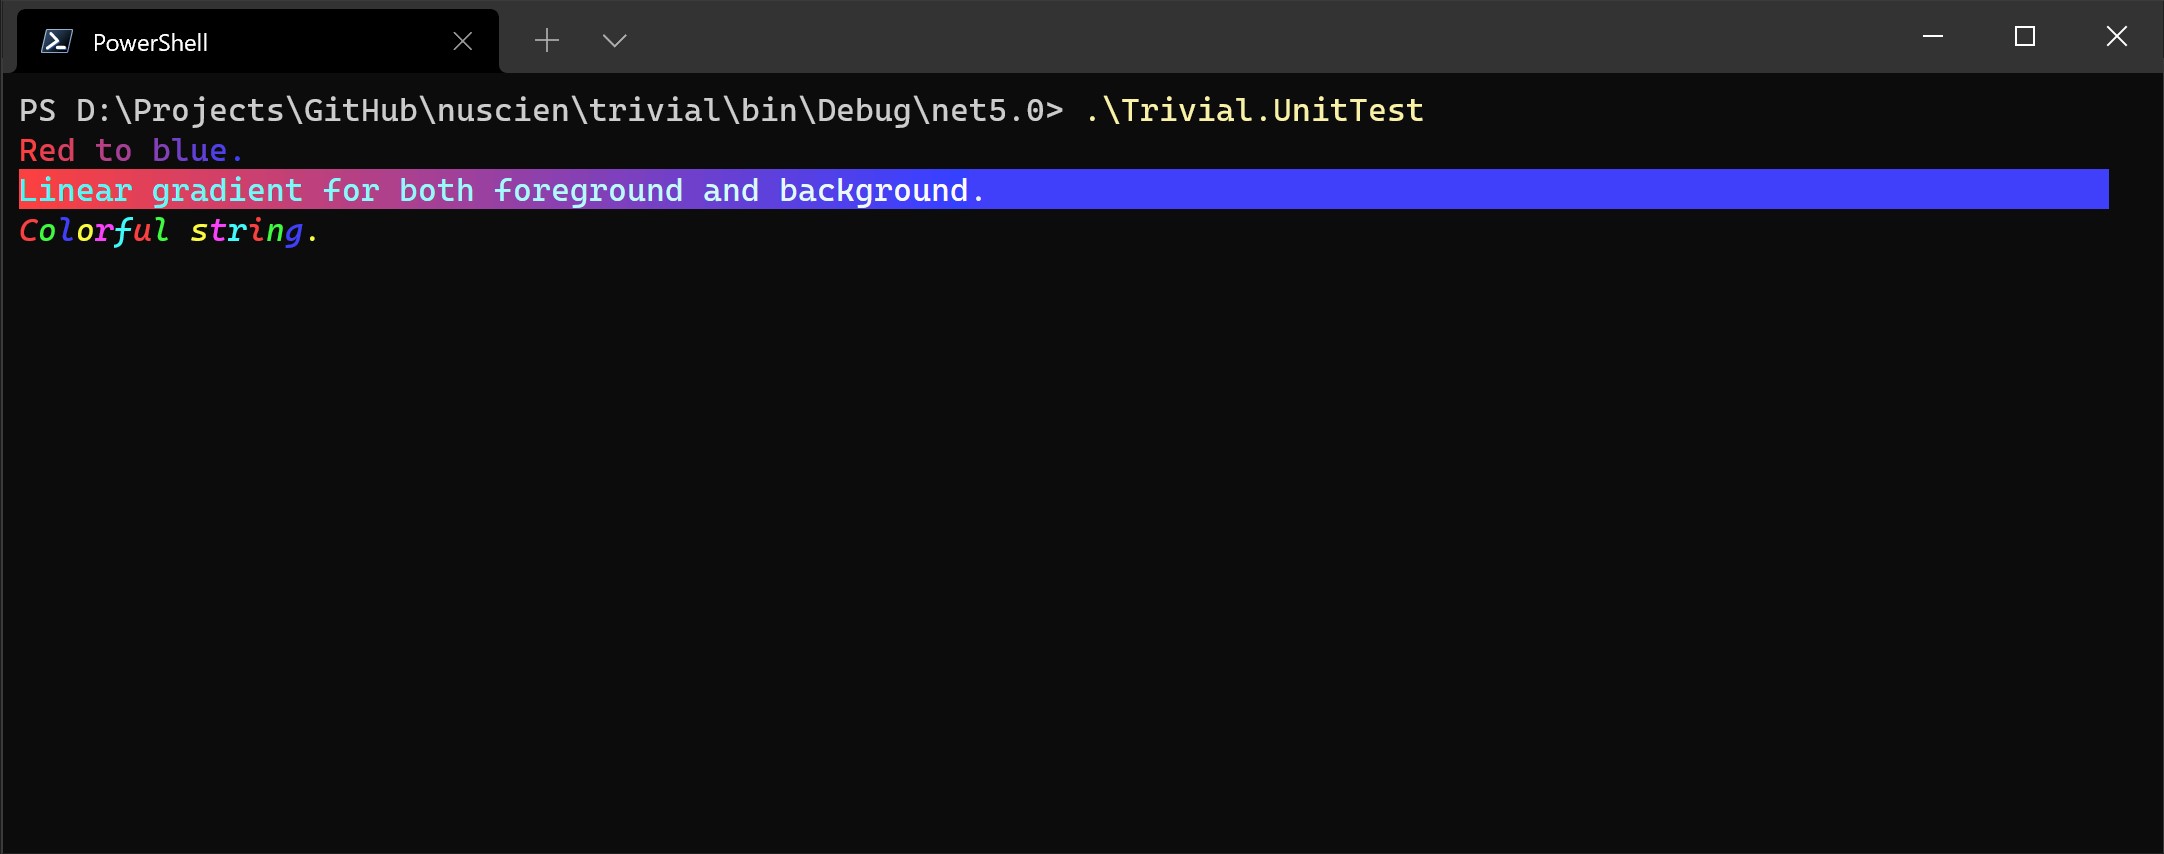 PowerShell
PS D:\Projects\GitHub\nuscien\trivial\bin\Debug\net5.0> .\Trivial.UnitTest
Red to blue.
Linear gradient for both foreground and background.
Colorful string.